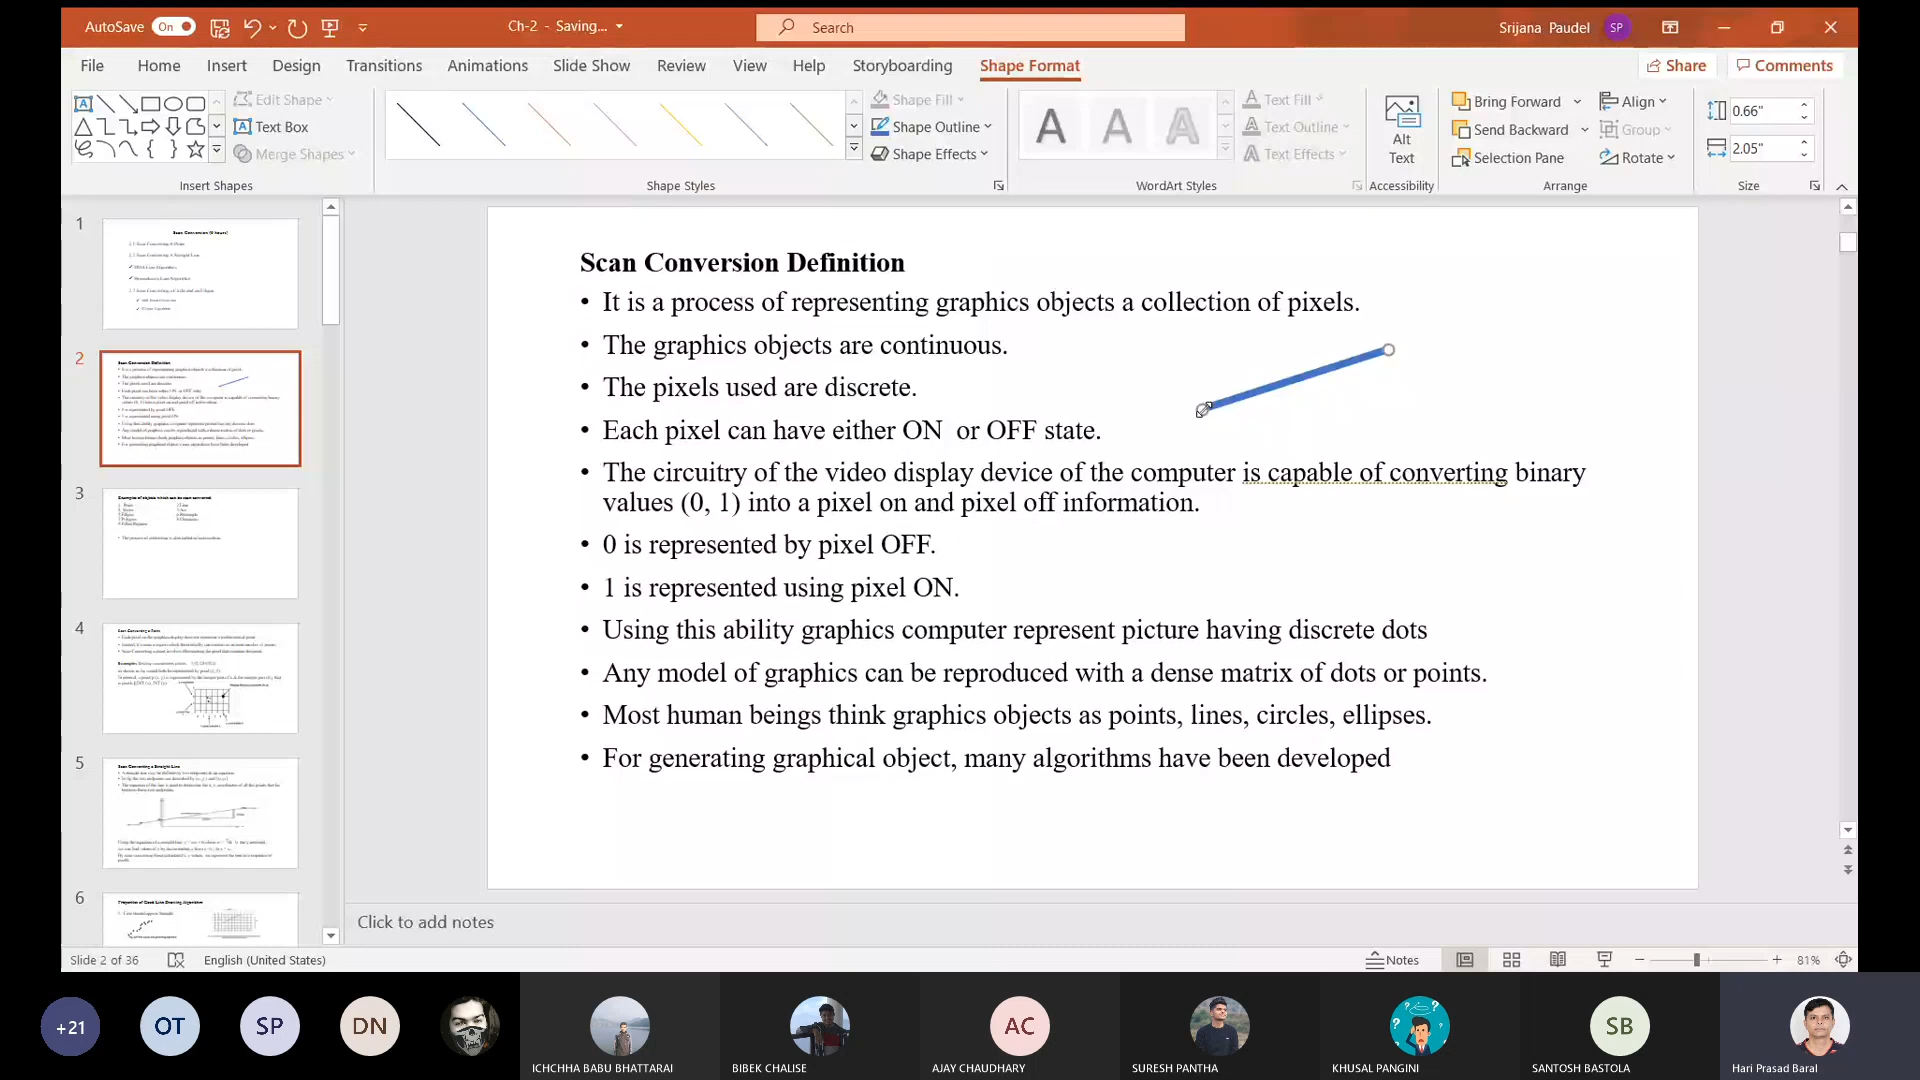 AutoSave On
Ch-2 - Saving...
Search
Srijana Paudel SP
File Home Insert Design Transitions Animations Slide Show Review View Help Storyboarding Shape Format
Share Comments
Edit Shape
Text Box
Merge Shapes
Insert Shapes
Shape Fill
Shape Outline
Shape Effects
Shape Styles
A A A
Text Fill
Text Outline
Text Effects
WordArt Styles
Alt
Text
Accessibility
Bring Forward
Send Backward
Selection Pane
Align
Group
Rotate
Arrange
0.66"
2.05"
Size
1
2
3
4
5
6
Scan Conversion Definition
• It is a process of representing graphics objects a collection of pixels.
• The graphics objects are continuous.
• The pixels used are discrete.
• Each pixel can have either ON or OFF state.
• The circuitry of the video display device of the computer is capable of converting binary
values (0, 1) into a pixel on and pixel off information.
• 0 is represented by pixel OFF.
• 1 is represented using pixel ON.
• Using this ability graphics computer represent picture having discrete dots
• Any model of graphics can be reproduced with a dense matrix of dots or points.
• Most human beings think graphics objects as points, lines, circles, ellipses.
• For generating graphical object, many algorithms have been developed
Click to add notes
Slide 2 of 36
English (United States)
Notes
81%
+21 OT SP DN AC SB
ICHCHHA BABU BHATTARAI
BIBEK CHALISE
AJAY CHAUDHARY
SURESH PANTHA
KHUSAL PANGINI
SANTOSH BASTOLA
Hari Prasad Baral